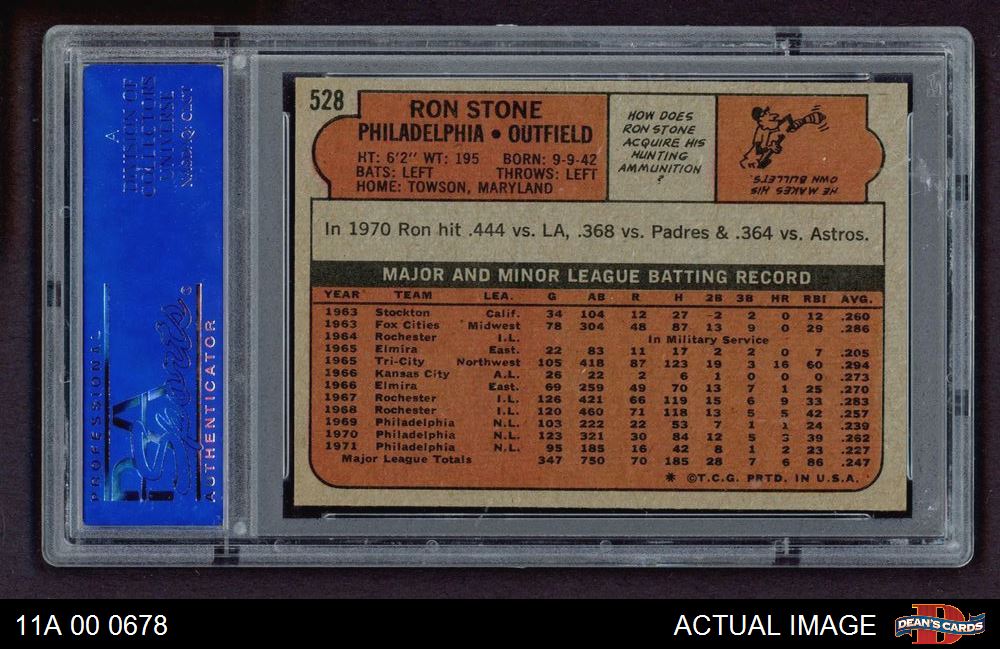 A
DIVISION OF
COLLECTORS
UNIVERSE
NASDAQ: CLCT
PROFESSIONAL
PSA
Sports
AUTHENTICATOR
528
RON STONE
PHILADELPHIA • OUTFIELD
HT: 6'2" WT: 195 BORN: 9-9-42
BATS: LEFT THROWS: LEFT
HOME: TOWSON, MARYLAND
HOW DOES
RON STONE
ACQUIRE HIS
HUNTING
AMMUNITION
?
HE MAKES HIS
OWN BULLETS.
In 1970 Ron hit .444 vs. LA, .368 vs. Padres & .364 vs. Astros.
MAJOR AND MINOR LEAGUE BATTING RECORD
YEAR TEAM LEA. G AB R H 2B 3B HR RBI AVG.
1963 Stockton Calif. 34 104 12 27 2 2 0 12 .260
1963 Fox Cities Midwest 78 304 48 87 13 9 0 29 .286
1964 Rochester I.L. In Military Service
1965 Elmira East. 22 83 11 17 2 2 0 7 .205
1965 Tri-City Northwest 105 418 87 123 19 3 16 60 .294
1966 Kansas City A.L. 26 22 2 6 1 0 0 0 .273
1966 Elmira East. 69 259 49 70 13 7 1 25 .270
1967 Rochester I.L. 126 421 66 119 15 6 9 33 .283
1968 Rochester I.L. 120 460 71 118 13 5 5 42 .257
1969 Philadelphia N.L. 103 222 22 53 7 1 1 24 .239
1970 Philadelphia N.L. 123 321 30 84 12 5 3 39 .262
1971 Philadelphia N.L. 95 185 16 42 8 1 2 23 .227
Major League Totals 347 750 70 185 28 7 6 86 .247
* ©T.C.G. PRTD. IN U.S.A.
11A 00 0678
ACTUAL IMAGE
DEAN'S CARDS